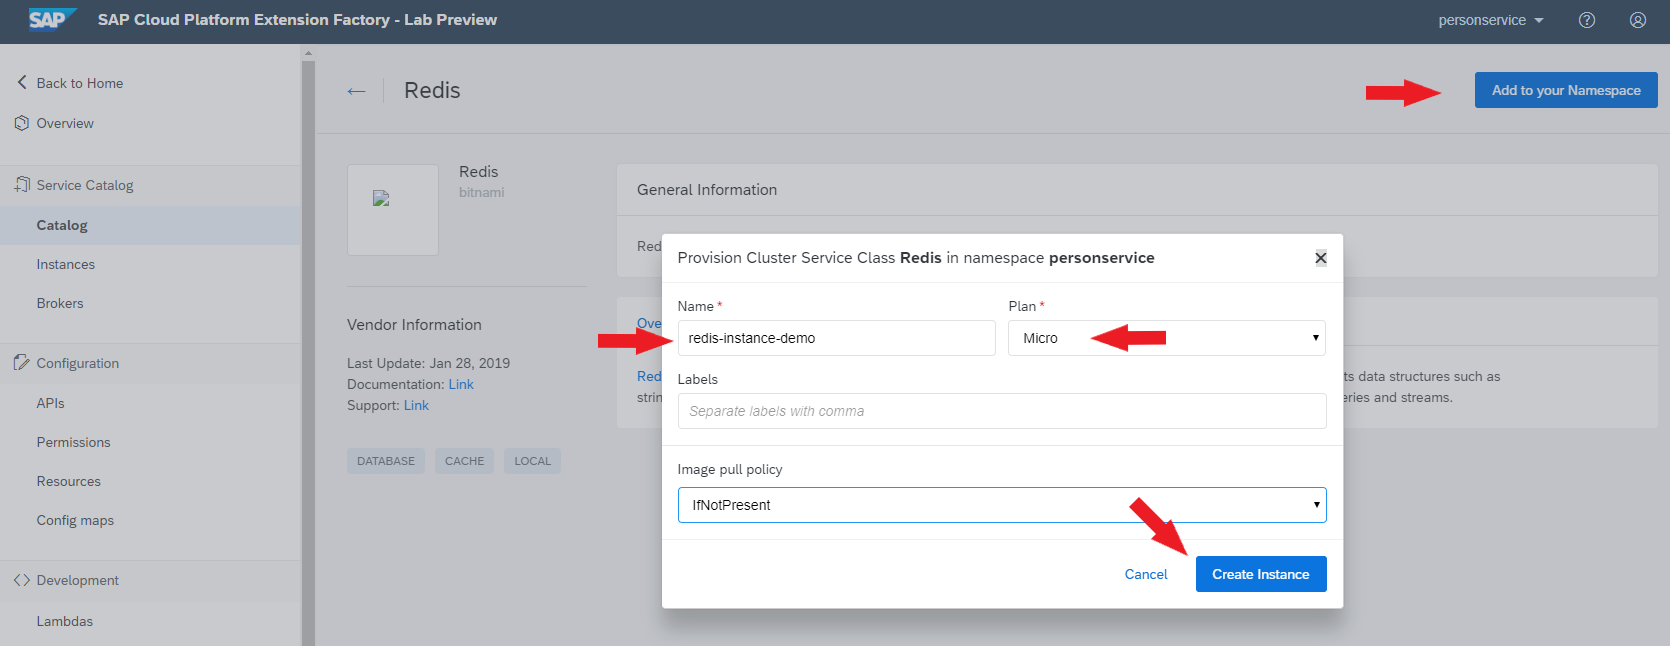 SAP SAP Cloud Platform Extension Factory - Lab Preview personservice
Back to Home
Overview
Service Catalog
Catalog
Instances
Brokers
Configuration
APIs
Permissions
Resources
Config maps
Development
Lambdas
Redis
Add to your Namespace
Redis
bitnami
Vendor Information
Last Update: Jan 28, 2019
Documentation: Link
Support: Link
DATABASE CACHE LOCAL
General Information
Red
Ove
Red
ts data structures such as
strin
eries and streams.
Provision Cluster Service Class Redis in namespace personservice
Name * Plan *
redis-instance-demo Micro
Labels
Separate labels with comma
Image pull policy
IfNotPresent
Cancel Create Instance